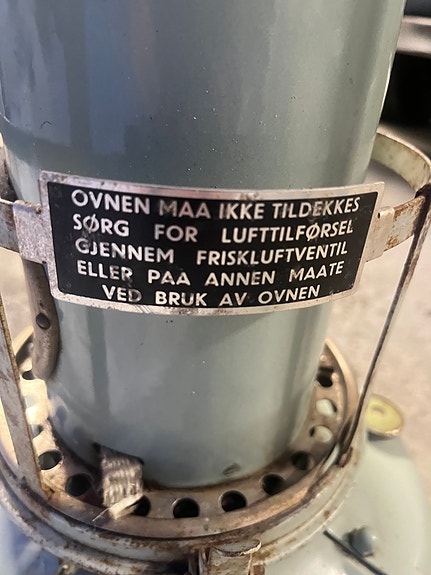 OVNEN MAA IKKE TILDEKKES
SØRG FOR LUFTTILFØRSEL
GJENNEM FRISKLUFTVENTIL
ELLER PAA ANNEN MAATE
VED BRUK AV OVNEN